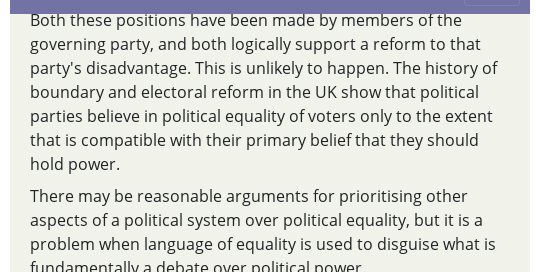 Both these positions have been made by members of the
governing party, and both logically support a reform to that
party's disadvantage. This is unlikely to happen. The history of
boundary and electoral reform in the UK show that political
parties believe in political equality of voters only to the extent
that is compatible with their primary belief that they should
hold power.
There may be reasonable arguments for prioritising other
aspects of a political system over political equality, but it is a
problem when language of equality is used to disguise what is
fundamentally a debate over political power.